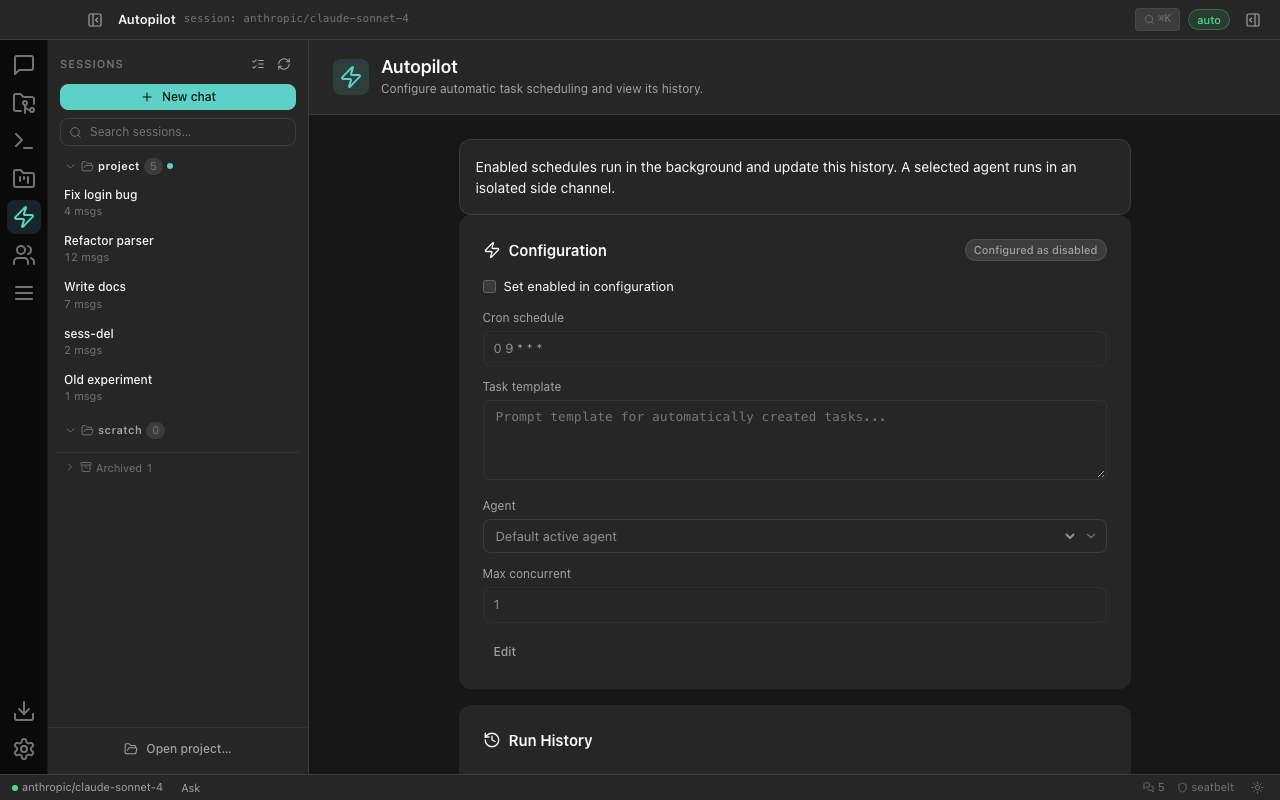 Autopilot session: anthropic/claude-sonnet-4
⌘K
auto
SESSIONS
New chat
Search sessions...
project 5
Fix login bug
4 msgs
Refactor parser
12 msgs
Write docs
7 msgs
sess-del
2 msgs
Old experiment
1 msgs
scratch 0
Archived 1
Open project...
Autopilot
Configure automatic task scheduling and view its history.
Enabled schedules run in the background and update this history. A selected agent runs in an
isolated side channel.
Configuration
Configured as disabled
Set enabled in configuration
Cron schedule
0 9 * * *
Task template
Prompt template for automatically created tasks...
Agent
Default active agent
Max concurrent
1
Edit
Run History
anthropic/claude-sonnet-4 Ask
5 seatbelt